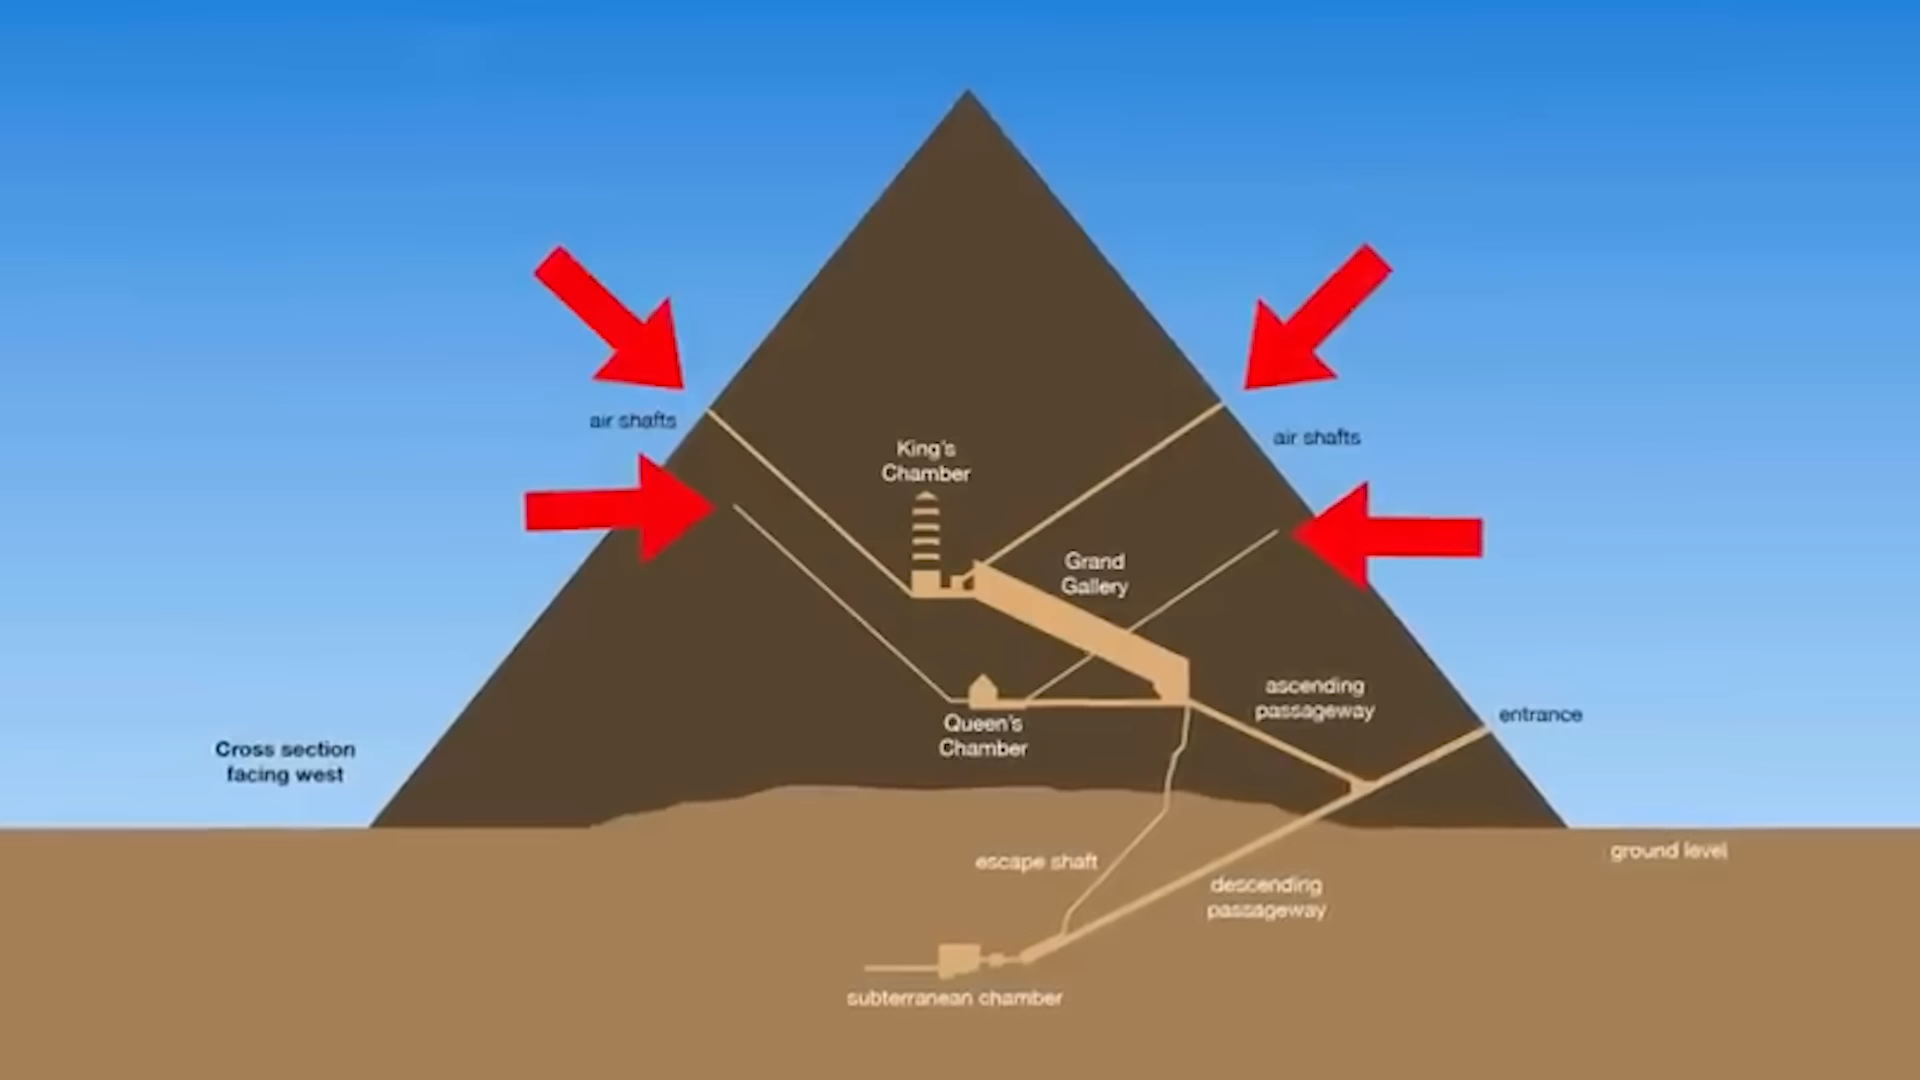 air shafts
King's
Chamber
air shafts
Grand
Gallery
ascending
passageway
entrance
Queen's
Chamber
Cross section
facing west
ground level
escape shaft
descending
passageway
subterranean chamber